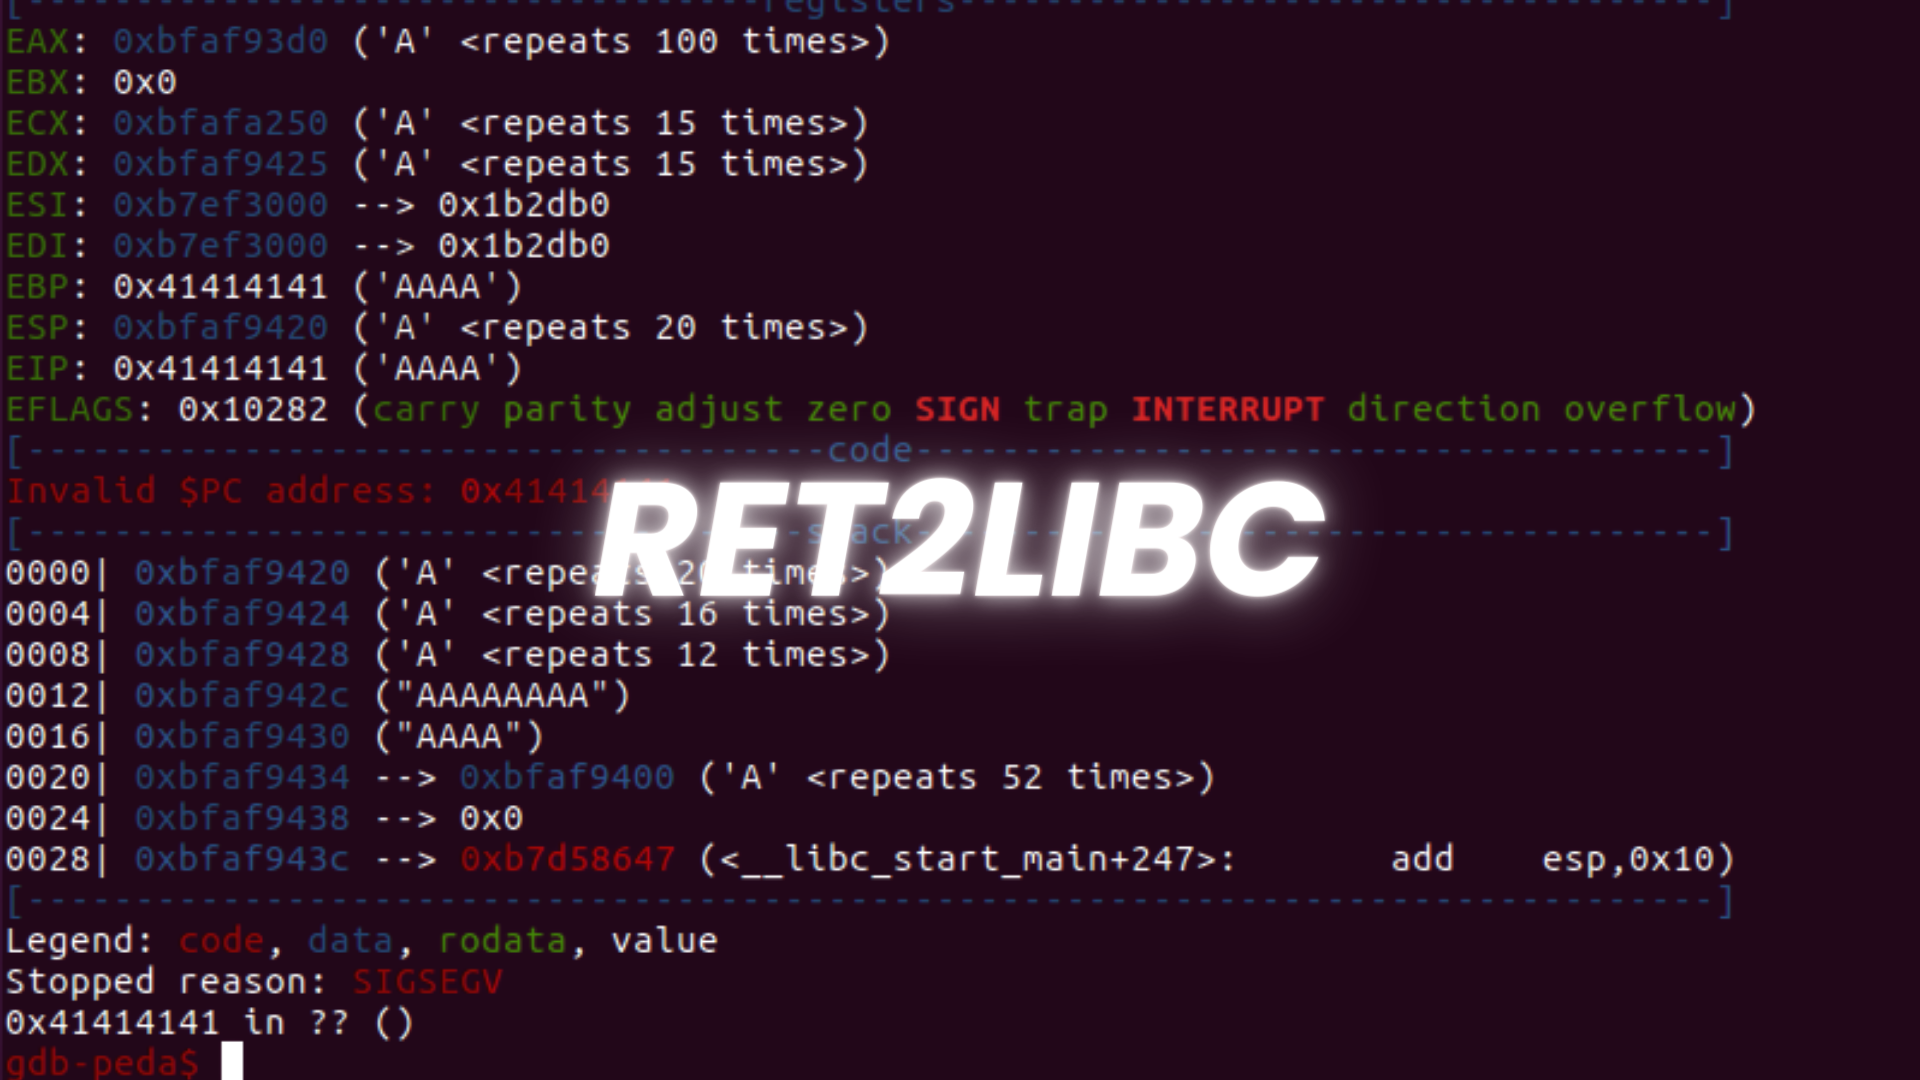 [-----------------------------------registers-----------------------------------]
EAX: 0xbfaf93d0 ('A' <repeats 100 times>)
EBX: 0x0
ECX: 0xbfafa250 ('A' <repeats 15 times>)
EDX: 0xbfaf9425 ('A' <repeats 15 times>)
ESI: 0xb7ef3000 --> 0x1b2db0
EDI: 0xb7ef3000 --> 0x1b2db0
EBP: 0x41414141 ('AAAA')
ESP: 0xbfaf9420 ('A' <repeats 20 times>)
EIP: 0x41414141 ('AAAA')
EFLAGS: 0x10282 (carry parity adjust zero SIGN trap INTERRUPT direction overflow)
[-------------------------------------code-------------------------------------]
Invalid $PC address: 0x41414141
RET2LIBC
[------------------------------------stack-------------------------------------]
0000| 0xbfaf9420 ('A' <repeats 20 times>)
0004| 0xbfaf9424 ('A' <repeats 16 times>)
0008| 0xbfaf9428 ('A' <repeats 12 times>)
0012| 0xbfaf942c ("AAAAAAAA")
0016| 0xbfaf9430 ("AAAA")
0020| 0xbfaf9434 --> 0xbfaf9400 ('A' <repeats 52 times>)
0024| 0xbfaf9438 --> 0x0
0028| 0xbfaf943c --> 0xb7d58647 (<__libc_start_main+247>: add esp,0x10)
[------------------------------------------------------------------------------]
Legend: code, data, rodata, value
Stopped reason: SIGSEGV
0x41414141 in ?? ()
gdb-peda$